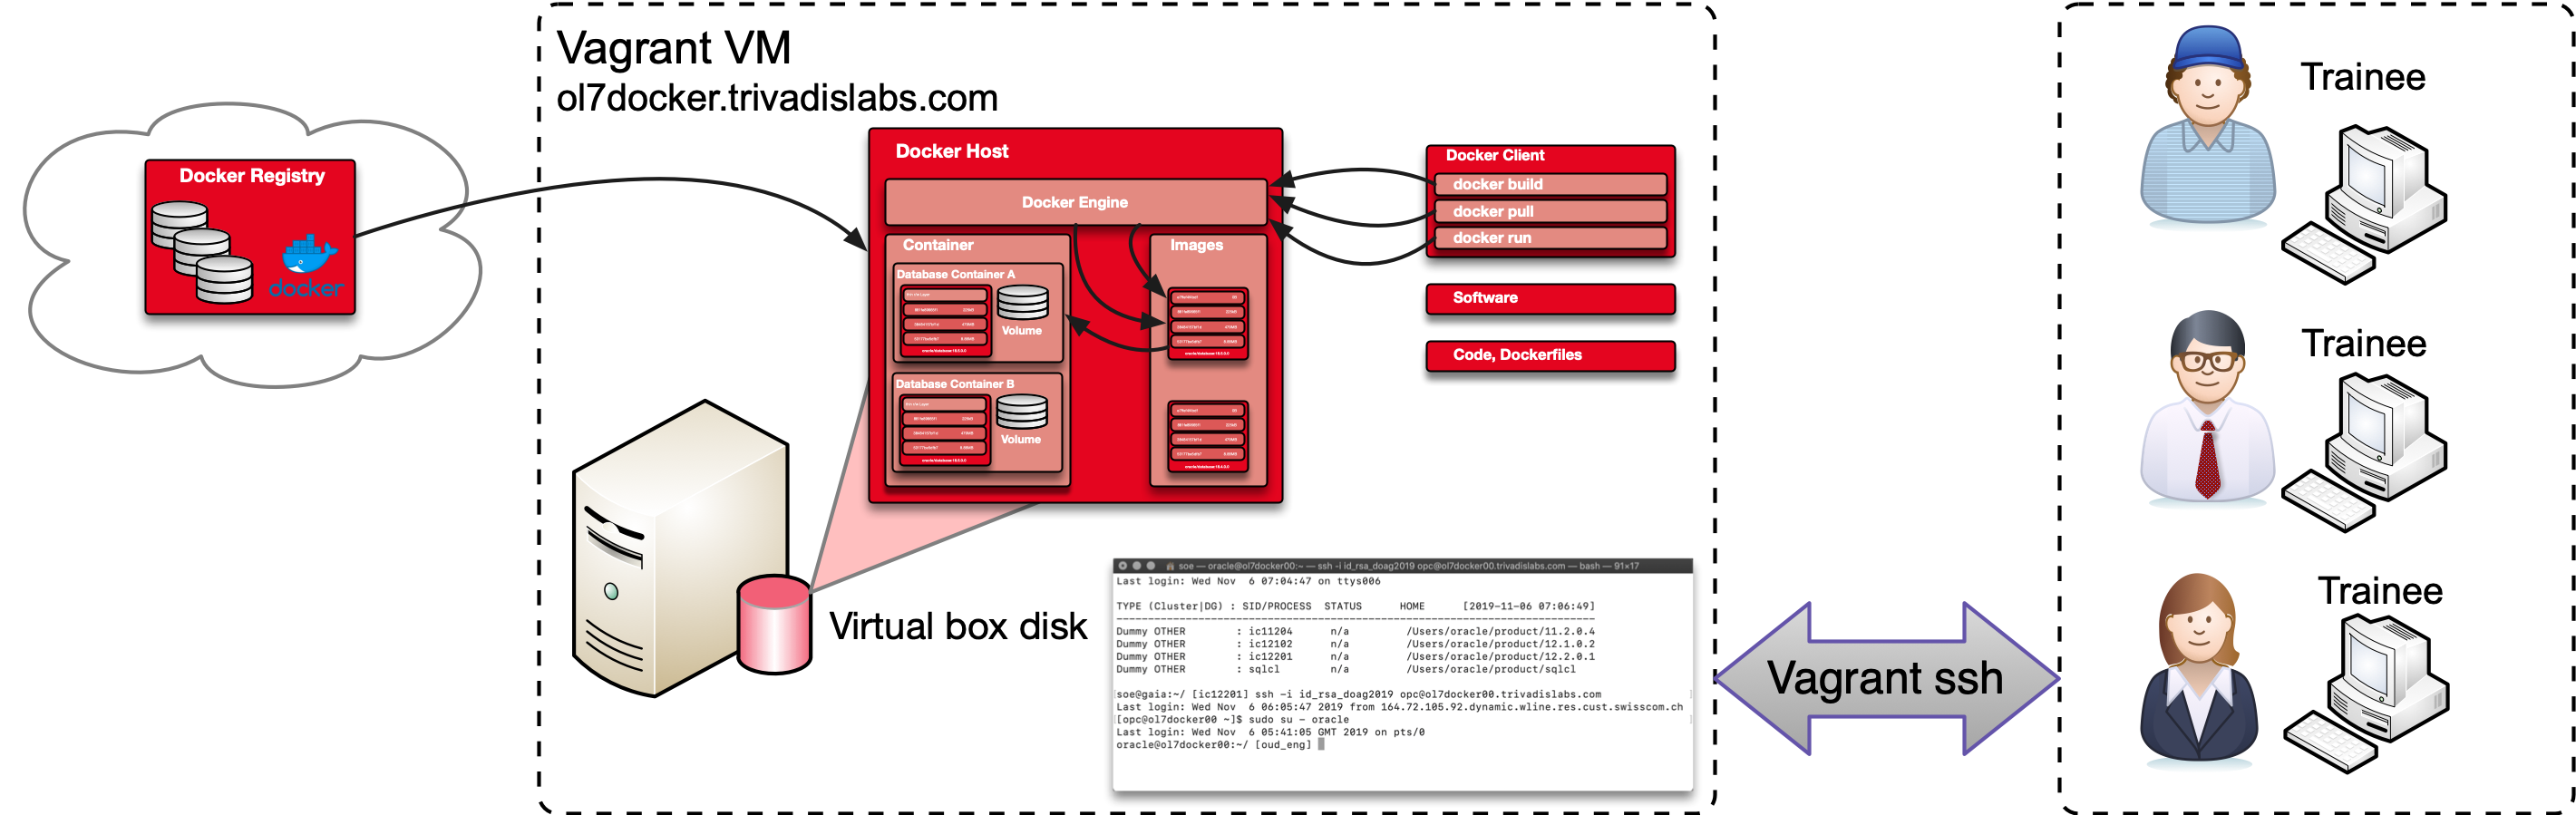 Vagrant VM
ol7docker.trivadislabs.com
Docker Registry
docker
Docker Host
Docker Engine
Container
Database Container A
Volume
Database Container B
Volume
Images
Docker Client
docker build
docker pull
docker run
Software
Code, Dockerfiles
Virtual box disk
soe — oracle@ol7docker00:~ — ssh -i id_rsa_doag2019 opc@ol7docker00.trivadislabs.com — bash — 91×17
Last login: Wed Nov  6 07:04:47 on ttys006
TYPE (Cluster|DG) : SID/PROCESS  STATUS      HOME      [2019-11-06 07:06:49]
Dummy OTHER        : ic11204      n/a         /Users/oracle/product/11.2.0.4
Dummy OTHER        : ic12102      n/a         /Users/oracle/product/12.1.0.2
Dummy OTHER        : ic12201      n/a         /Users/oracle/product/12.2.0.1
Dummy OTHER        : sqlcl        n/a         /Users/oracle/product/sqlcl
soe@gaia:~/ [ic12201] ssh -i id_rsa_doag2019 opc@ol7docker00.trivadislabs.com
Last login: Wed Nov  6 06:05:47 2019 from 164.72.105.92.dynamic.wline.res.cust.swisscom.ch
[opc@ol7docker00 ~]$ sudo su - oracle
Last login: Wed Nov  6 05:41:05 GMT 2019 on pts/0
oracle@ol7docker00:~/ [oud_eng]
Vagrant ssh
Trainee
Trainee
Trainee